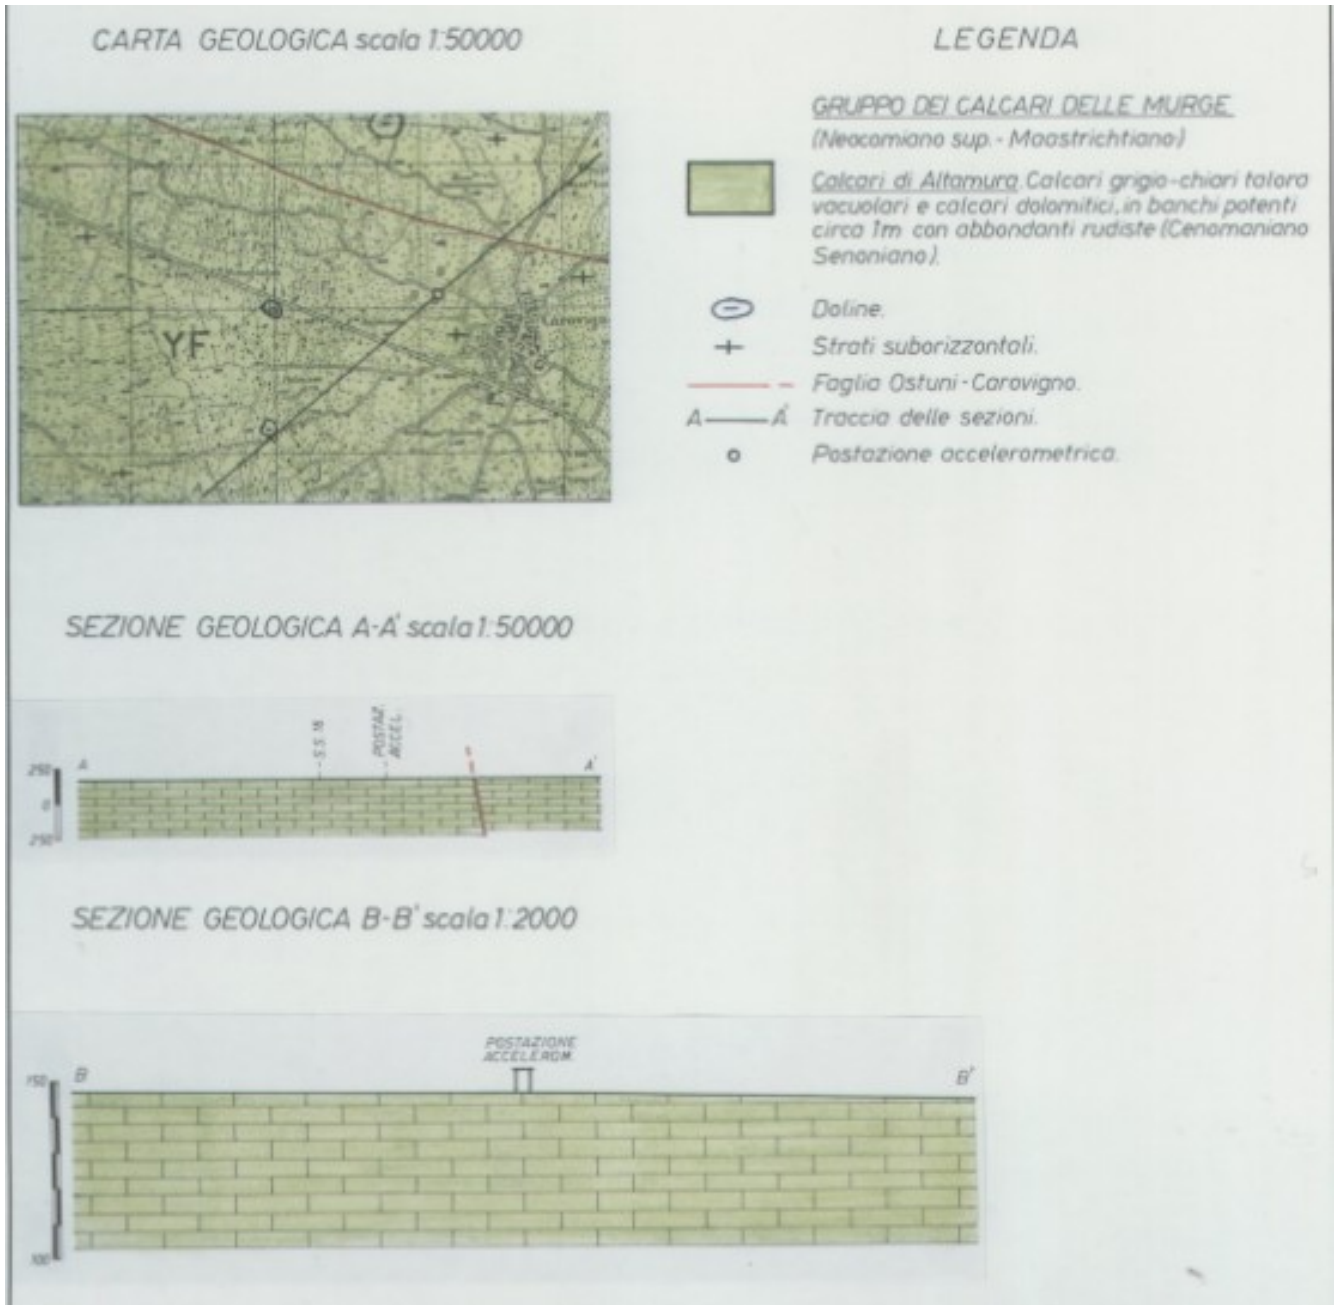 CARTA GEOLOGICA scala 1:50000
LEGENDA
GRUPPO DEI CALCARI DELLE MURGE
(Neocomiano sup. - Maastrichtiano)
Calcari di Altamura. Calcari grigio-chiari talora
vacuolari e calcari dolomitici, in banchi potenti
circa 1m con abbondanti rudiste (Cenomaniano
Senoniano).
Doline.
Strati suborizzontali.
Faglia Ostuni-Carovigno.
A A' Traccia delle sezioni.
Postazione accelerometrica.
YF
SEZIONE GEOLOGICA A-A' scala 1:50000
S.S. 16
POSTAZ.
ACCEL.
A
A'
250
0
250
SEZIONE GEOLOGICA B-B' scala 1:2000
POSTAZIONE
ACCELEROM.
150
B
B'
100